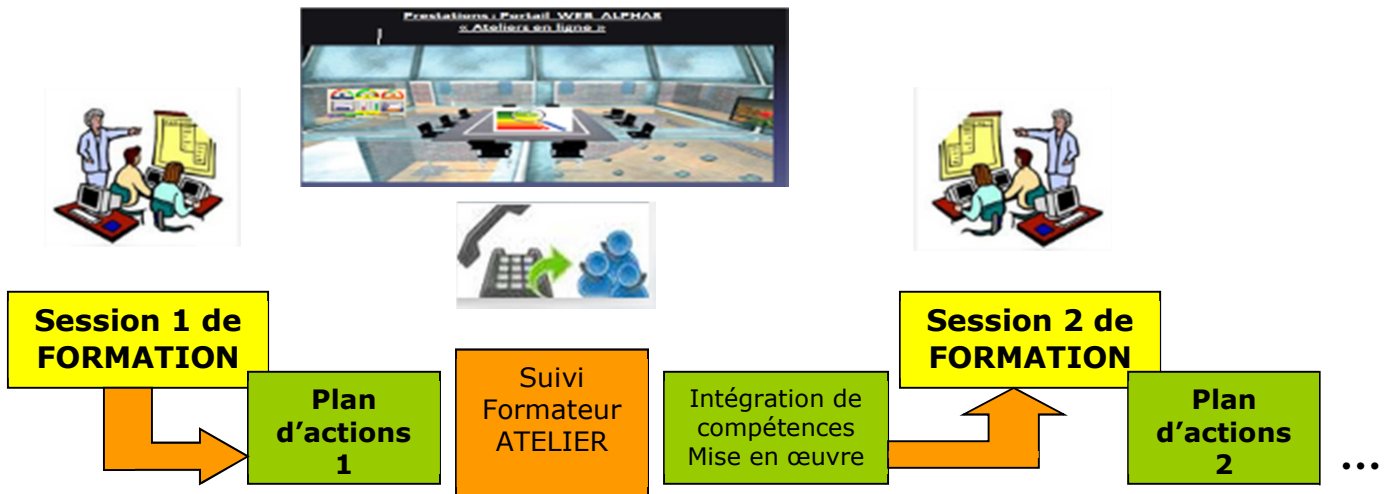 Prestations : Portail WEB ALPHAE
« Ateliers en ligne »
Session 1 de
FORMATION
Plan
d’actions
1
Suivi
Formateur
ATELIER
Intégration de
compétences
Mise en œuvre
Session 2 de
FORMATION
Plan
d’actions
2
...